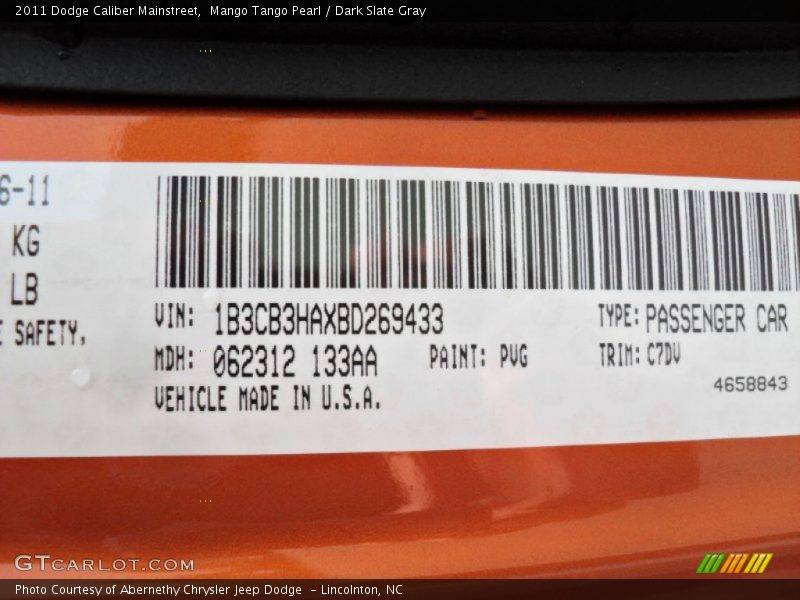 2011 Dodge Caliber Mainstreet,  Mango Tango Pearl / Dark Slate Gray
6-11
KG
LB
E SAFETY.
VIN: 1B3CB3HAXBD269433 TYPE: PASSENGER CAR
MDH: 062312 133AA PAINT: PVG TRIM: C7DV
VEHICLE MADE IN U.S.A. 4658843
GTCARLOT.COM
Photo Courtesy of Abernethy Chrysler Jeep Dodge  – Lincolnton, NC